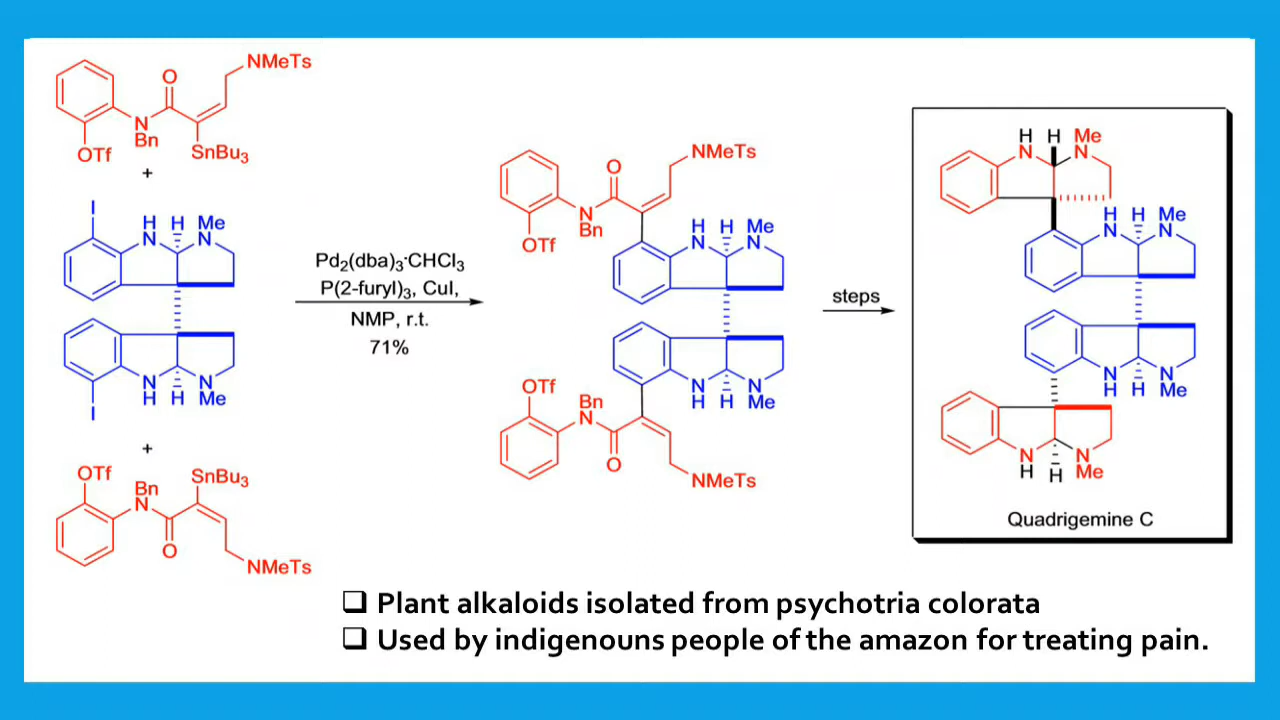 NMeTs
O
N
Bn
OTf
SnBu3
+
I
N
H
H
N
Me
N
H
H
N
Me
I
+
OTf
Bn
N
SnBu3
O
NMeTs
Pd2(dba)3·CHCl3
P(2-furyl)3, CuI,
NMP, r.t.
71%
NMeTs
O
N
Bn
OTf
H
N
H
Me
N
N
H
H
N
Me
OTf
Bn
N
O
NMeTs
steps
H
N
H
Me
N
H
N
H
Me
N
N
H
H
N
Me
N
H
H
N
Me
Quadrigemine C
❑ Plant alkaloids isolated from psychotria colorata
❑ Used by indigenouns people of the amazon for treating pain.